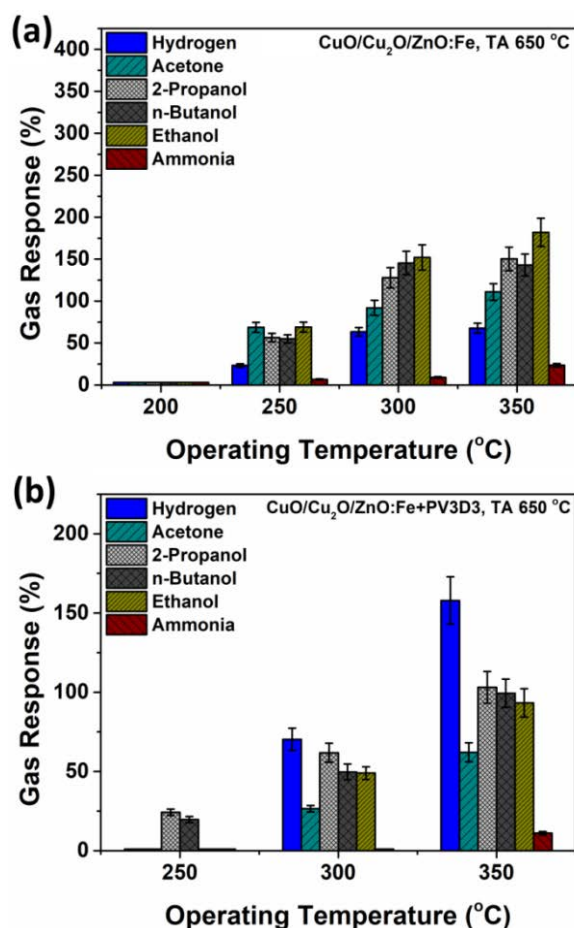 (a)
CuO/Cu₂O/ZnO:Fe, TA 650 °C
Hydrogen
Acetone
2-Propanol
n-Butanol
Ethanol
Ammonia
Gas Response (%)
400
350
300
250
200
150
100
50
0
200 250 300 350
Operating Temperature (°C)
(b)
CuO/Cu₂O/ZnO:Fe+PV3D3, TA 650 °C
Hydrogen
Acetone
2-Propanol
n-Butanol
Ethanol
Ammonia
Gas Response (%)
200
150
100
50
0
250 300 350
Operating Temperature (°C)